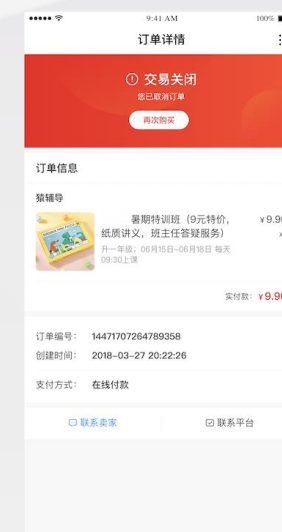 9:41 AM
100%
订单详情
交易关闭
您已取消订单
再次购买
订单信息
猿辅导
暑期特训班（9元特价，
¥9.90
纸质讲义，班主任答疑服务）
升一年级：06月15日-06月18日 每天
09:30上课
实付款：¥9.90
订单编号： 14471707264789358
创建时间： 2018-03-27 20:22:26
支付方式： 在线付款
联系卖家
联系平台